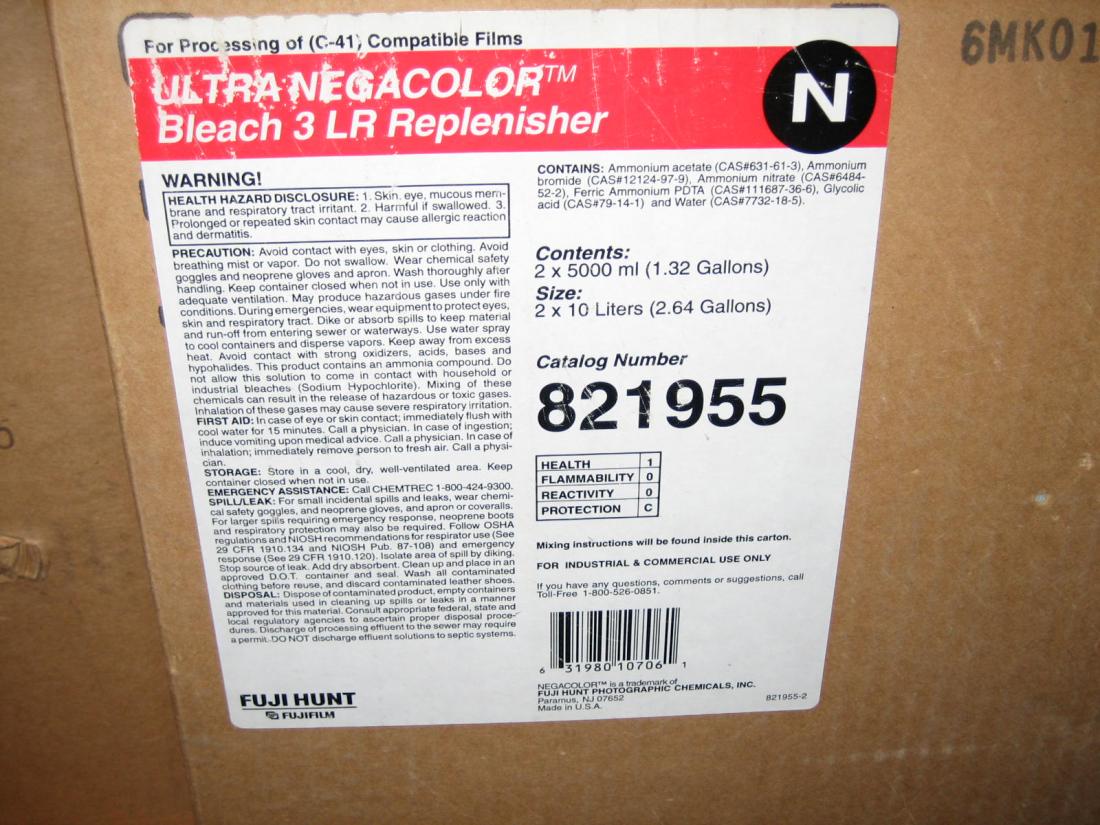 For Processing of (C-41) Compatible Films
ULTRA NEGACOLOR™
Bleach 3 LR Replenisher
N
6MK01
WARNING!
HEALTH HAZARD DISCLOSURE: 1. Skin, eye, mucous mem-
brane and respiratory tract irritant. 2. Harmful if swallowed. 3.
Prolonged or repeated skin contact may cause allergic reaction
and dermatitis.
PRECAUTION: Avoid contact with eyes, skin or clothing. Avoid
breathing mist or vapor. Do not swallow. Wear chemical safety
goggles and neoprene gloves and apron. Wash thoroughly after
handling. Keep container closed when not in use. Use only with
adequate ventilation. May produce hazardous gases under fire
conditions. During emergencies, wear equipment to protect eyes,
skin and respiratory tract. Dike or absorb spills to keep material
and run-off from entering sewer or waterways. Use water spray
to cool containers and disperse vapors. Keep away from excess
heat. Avoid contact with strong oxidizers, acids, bases and
hypohalides. This product contains an ammonia compound. Do
not allow this solution to come in contact with household or
industrial bleaches (Sodium Hypochlorite). Mixing of these
chemicals can result in the release of hazardous or toxic gases.
Inhalation of these gases may cause severe respiratory irritation.
FIRST AID: In case of eye or skin contact; immediately flush with
cool water for 15 minutes. Call a physician. In case of ingestion;
induce vomiting upon medical advice. Call a physician. In case of
inhalation; immediately remove person to fresh air. Call a physi-
cian.
STORAGE: Store in a cool, dry, well-ventilated area. Keep
container closed when not in use.
EMERGENCY ASSISTANCE: Call CHEMTREC 1-800-424-9300.
SPILL/LEAK: For small incidental spills and leaks, wear chemi-
cal safety goggles, and neoprene gloves, and apron or coveralls.
For larger spills requiring emergency response, neoprene boots
and respiratory protection may also be required. Follow OSHA
regulations and NIOSH recommendations for respirator use (See
29 CFR 1910.134 and NIOSH Pub. 87-108) and emergency
response (See 29 CFR 1910.120). Isolate area of spill by diking.
Stop source of leak. Add dry absorbent. Clean up and place in an
approved D.O.T. container and seal. Wash all contaminated
clothing before reuse, and discard contaminated leather shoes.
DISPOSAL: Dispose of contaminated product, empty containers
and materials used in cleaning up spills or leaks in a manner
approved for this material. Consult appropriate federal, state and
local regulatory agencies to ascertain proper disposal proce-
dures. Discharge of processing effluent to the sewer may require
a permit. DO NOT discharge effluent solutions to septic systems.
FUJI HUNT
FUJIFILM
CONTAINS: Ammonium acetate (CAS#631-61-3), Ammonium
bromide (CAS#12124-97-9), Ammonium nitrate (CAS#6484-
52-2), Ferric Ammonium PDTA (CAS#111687-36-6), Glycolic
acid (CAS#79-14-1) and Water (CAS#7732-18-5).
Contents:
2 x 5000 ml (1.32 Gallons)
Size:
2 x 10 Liters (2.64 Gallons)
Catalog Number
821955
HEALTH 1
FLAMMABILITY 0
REACTIVITY 0
PROTECTION C
Mixing instructions will be found inside this carton.
FOR INDUSTRIAL & COMMERCIAL USE ONLY
If you have any questions, comments or suggestions, call
Toll-Free 1-800-526-0851.
6 31980 10706 1
NEGACOLOR™ is a trademark of
FUJI HUNT PHOTOGRAPHIC CHEMICALS, INC.
Paramus, NJ 07652
Made in U.S.A.
821955-2